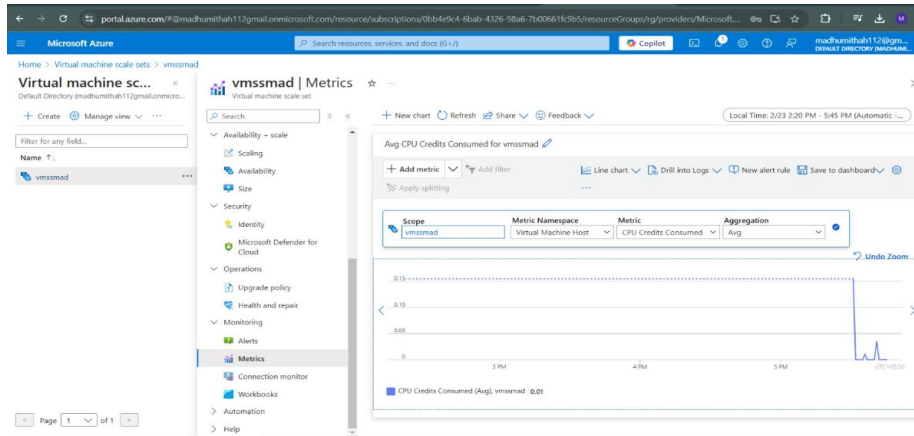 portal.azure.com/#@madhumithah112gmail.onmicrosoft.com/resource/subscriptions/0bb4e9c4-6bab-4326-98a6-7b00661fc9b5/resourceGroups/rg/providers/Microsoft....
Microsoft Azure
Search resources, services, and docs (G+/)
Copilot
1
madhumithah112@gm...
DEFAULT DIRECTORY (MADHUMI...
Home > Virtual machine scale sets > vmssmad
Virtual machine sc...
Default Directory (madhumithah112gmail.onmicro...
+ Create
Manage view
...
Filter for any field...
Name ↑↓
vmssmad
...
Page 1 of 1
vmssmad | Metrics
Virtual machine scale set
Search
Availability + scale
Scaling
Availability
Size
Security
Identity
Microsoft Defender for
Cloud
Operations
Upgrade policy
Health and repair
Monitoring
Alerts
Metrics
Connection monitor
Workbooks
Automation
Help
+ New chart
Refresh
Share
Feedback
Local Time: 2/23 2:20 PM - 5:45 PM (Automatic -...)
Avg CPU Credits Consumed for vmssmad
+ Add metric
Add filter
Line chart
Drill into Logs
New alert rule
Save to dashboard
Apply splitting
...
Scope
vmssmad
Metric Namespace
Virtual Machine Host
Metric
CPU Credits Consumed
Aggregation
Avg
Undo Zoom
0.15
0.10
0.05
0
3 PM
4 PM
5 PM
UTC+05:30
CPU Credits Consumed (Avg), vmssmad 0.01